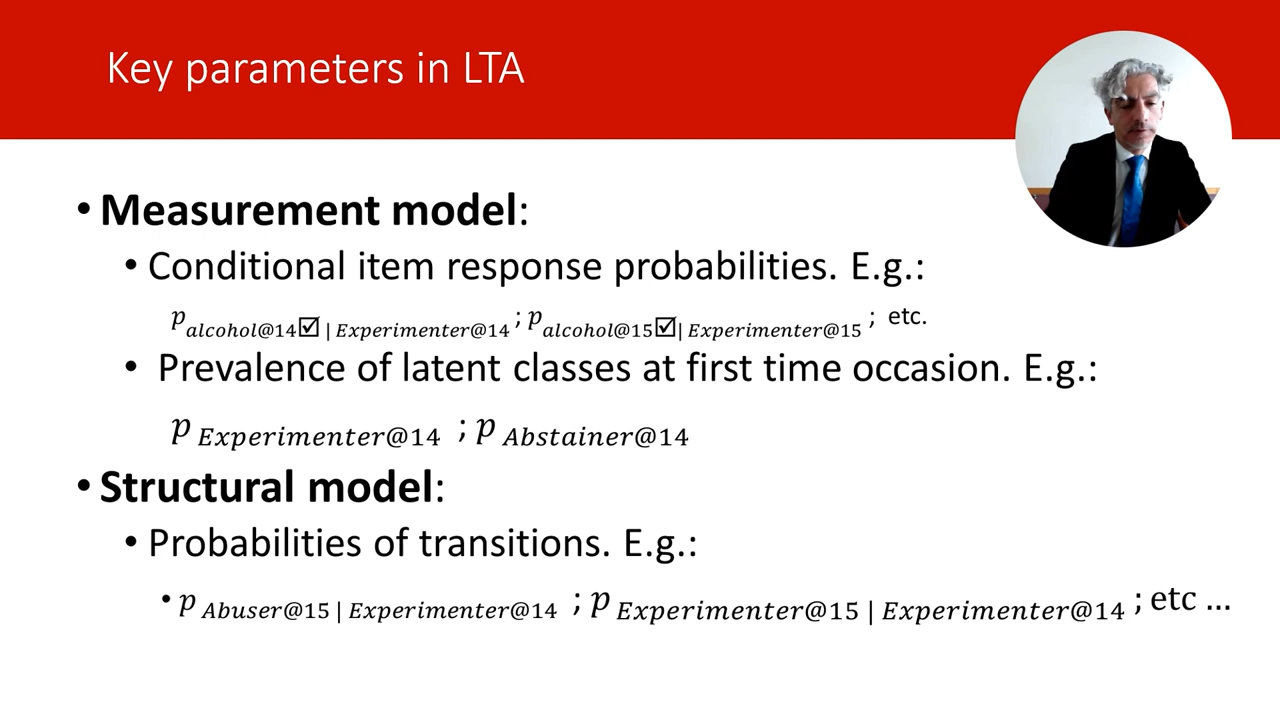 Key parameters in LTA
• Measurement model:
• Conditional item response probabilities. E.g.:
𝑝 𝑎𝑙𝑐𝑜ℎ𝑜𝑙@14☑ | 𝐸𝑥𝑝𝑒𝑟𝑖𝑚𝑒𝑛𝑡𝑒𝑟@14 ; 𝑝 𝑎𝑙𝑐𝑜ℎ𝑜𝑙@15☑| 𝐸𝑥𝑝𝑒𝑟𝑖𝑚𝑒𝑛𝑡𝑒𝑟@15 ; etc.
• Prevalence of latent classes at first time occasion. E.g.:
𝑝 𝐸𝑥𝑝𝑒𝑟𝑖𝑚𝑒𝑛𝑡𝑒𝑟@14 ; 𝑝 𝐴𝑏𝑠𝑡𝑎𝑖𝑛𝑒𝑟@14
• Structural model:
• Probabilities of transitions. E.g.:
• 𝑝 𝐴𝑏𝑢𝑠𝑒𝑟@15 | 𝐸𝑥𝑝𝑒𝑟𝑖𝑚𝑒𝑛𝑡𝑒𝑟@14 ; 𝑝 𝐸𝑥𝑝𝑒𝑟𝑖𝑚𝑒𝑛𝑡𝑒𝑟@15 | 𝐸𝑥𝑝𝑒𝑟𝑖𝑚𝑒𝑛𝑡𝑒𝑟@14 ; etc ...